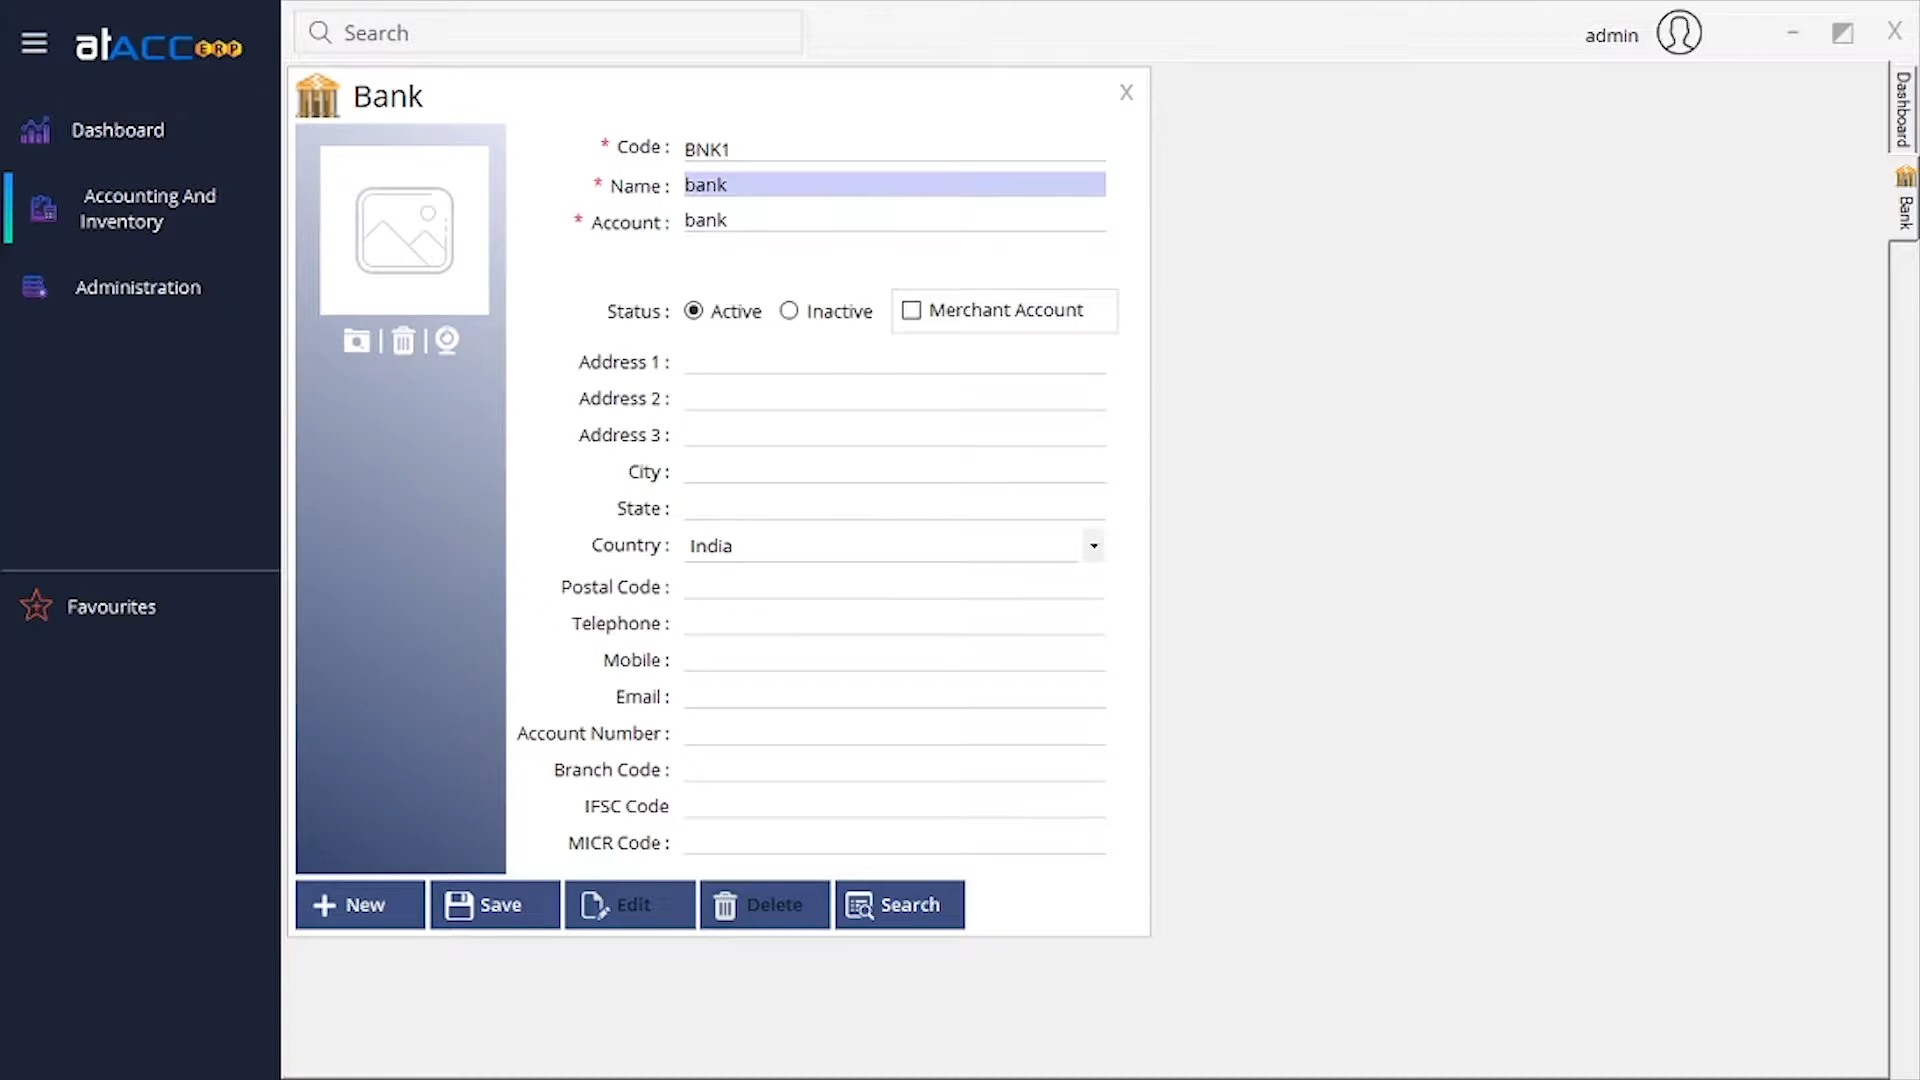 atACC ERP
Search
admin
X
Dashboard
Accounting And
Inventory
Administration
Favourites
Bank
X
* Code : BNK1
* Name : bank
* Account : bank
Status : Active Inactive Merchant Account
Address 1 :
Address 2 :
Address 3 :
City :
State :
Country : India
Postal Code :
Telephone :
Mobile :
Email :
Account Number :
Branch Code :
IFSC Code
MICR Code :
New Save Edit Delete Search
Dashboard
Bank